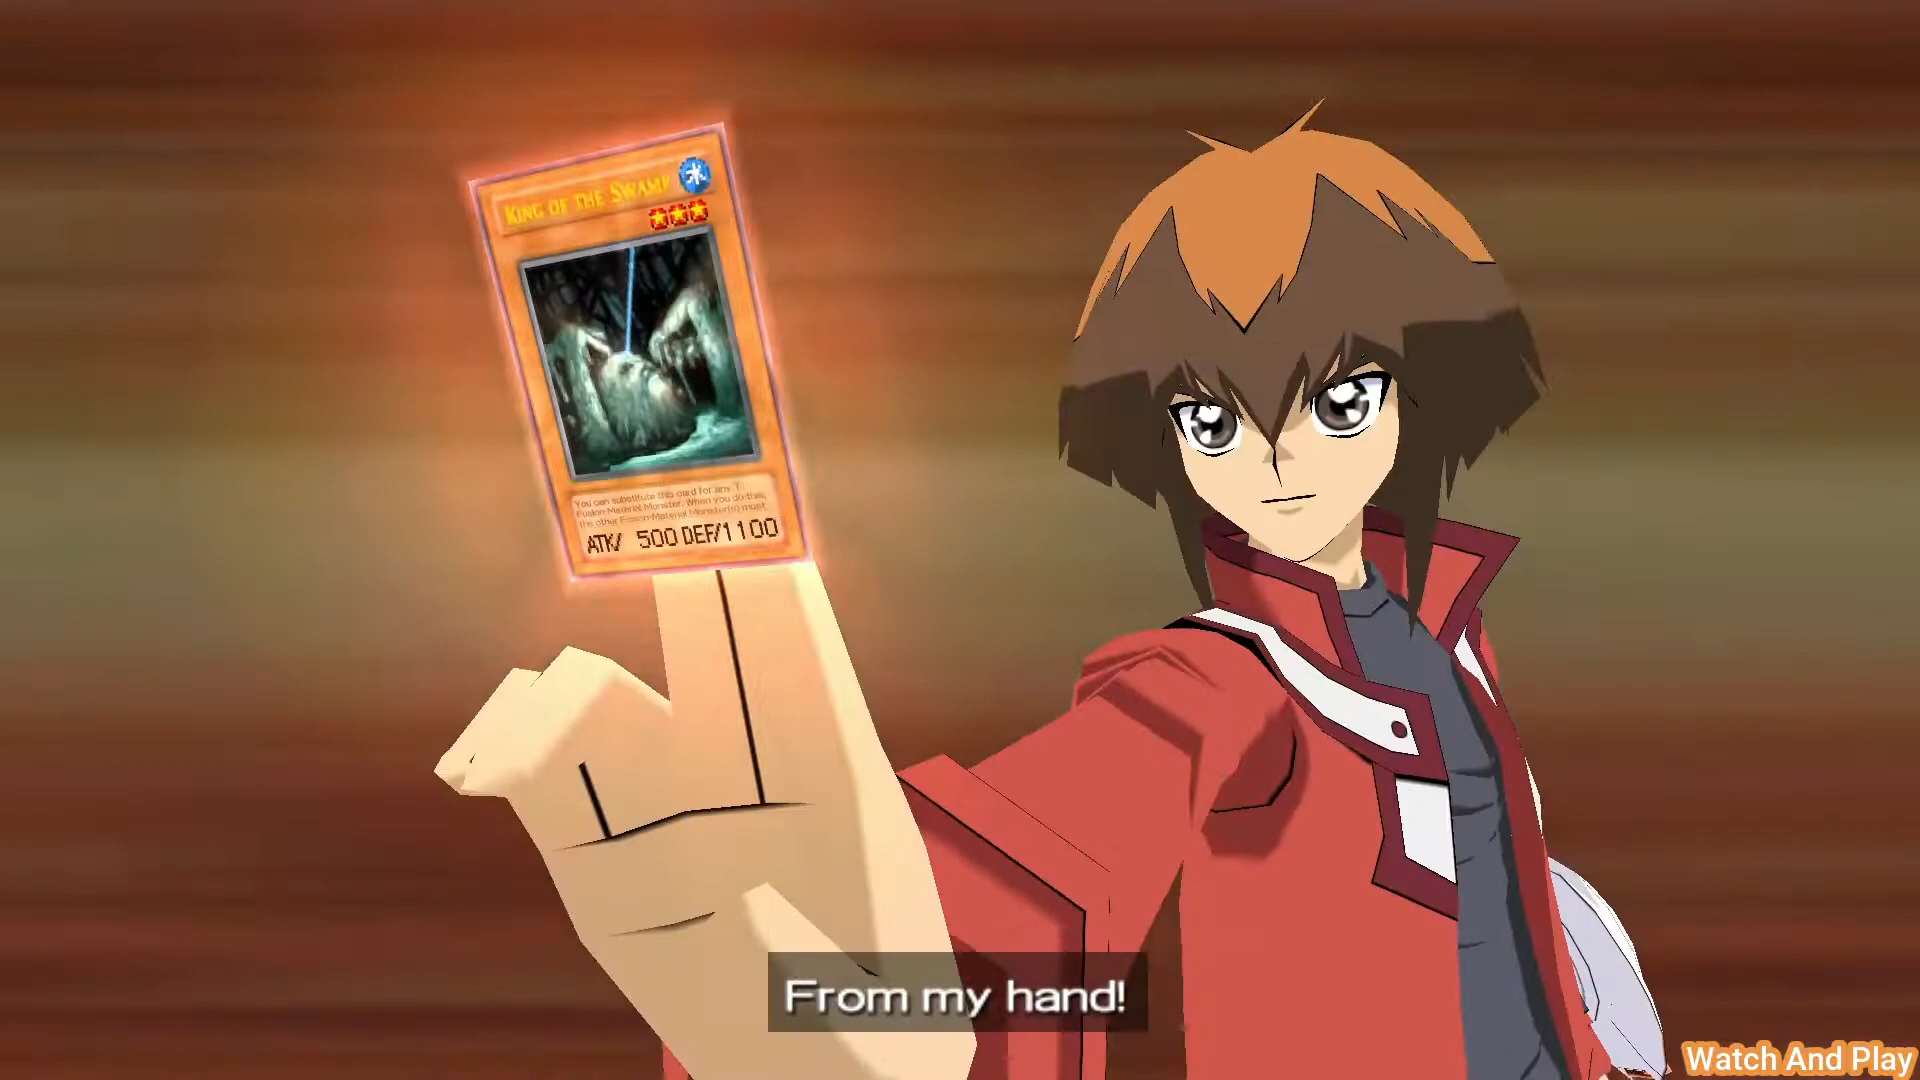 King of the Swamp
水
You can substitute this card for any 1
Fusion-Material Monster. When you do this,
the other Fusion-Material Monster(s) must
ATK/ 500 DEF/1100
From my hand!
Watch And Play